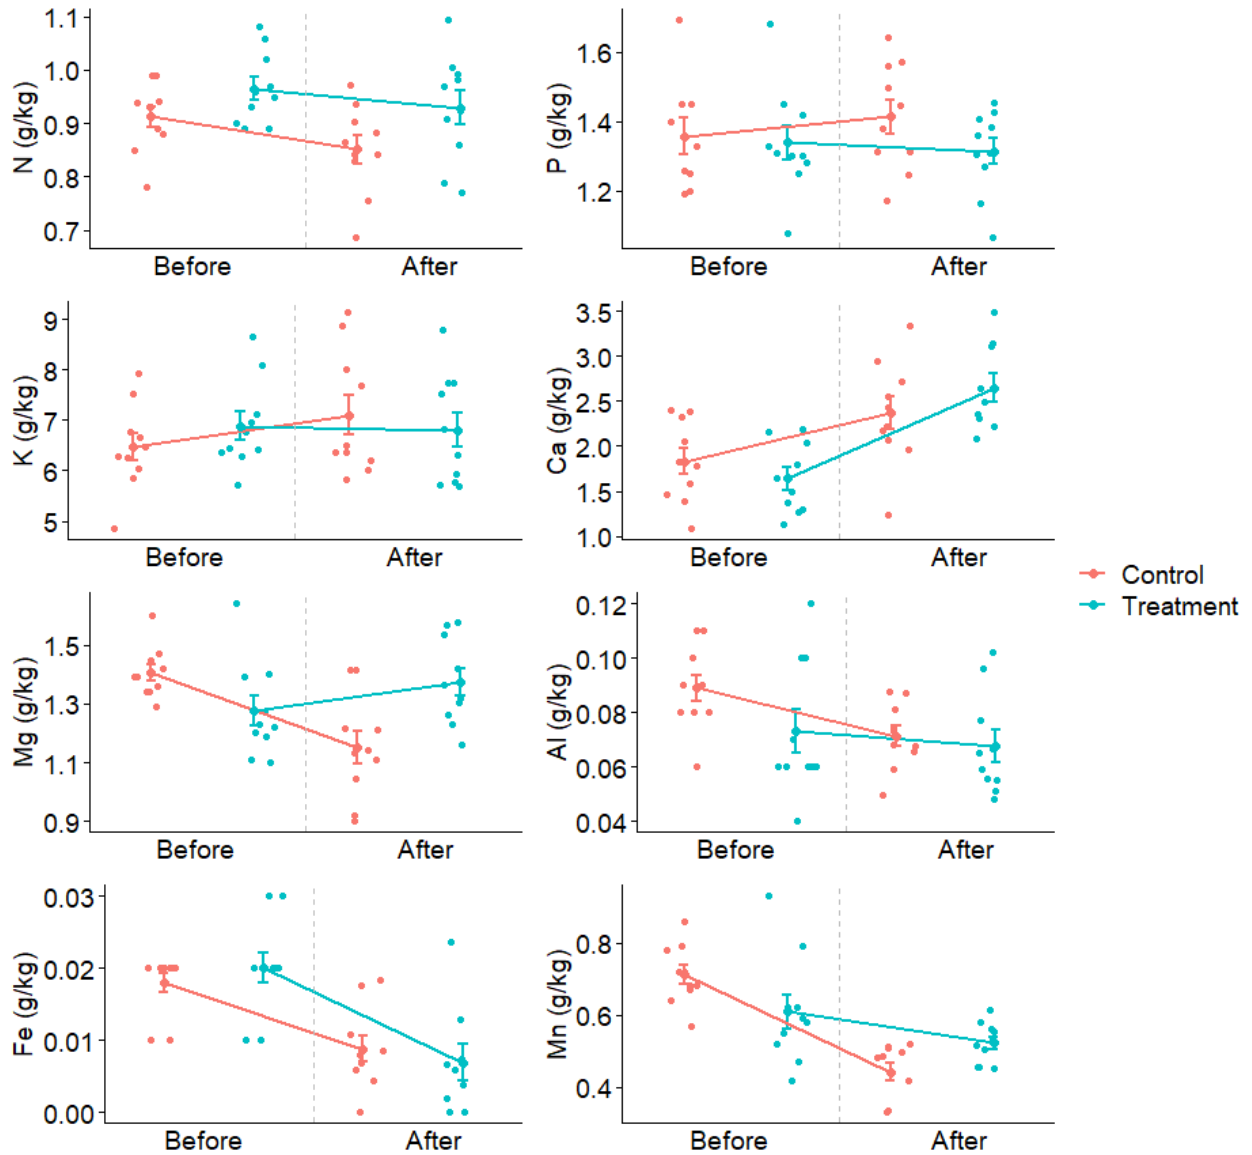 N (g/kg)
1.1
1.0
0.9
0.8
0.7
Before
After
P (g/kg)
1.6
1.4
1.2
Before
After
K (g/kg)
9
8
7
6
5
Before
After
Ca (g/kg)
3.5
3.0
2.5
2.0
1.5
1.0
Before
After
Control
Treatment
Mg (g/kg)
1.5
1.3
1.1
0.9
Before
After
Al (g/kg)
0.12
0.10
0.08
0.06
0.04
Before
After
Fe (g/kg)
0.03
0.02
0.01
0.00
Before
After
Mn (g/kg)
0.8
0.6
0.4
Before
After